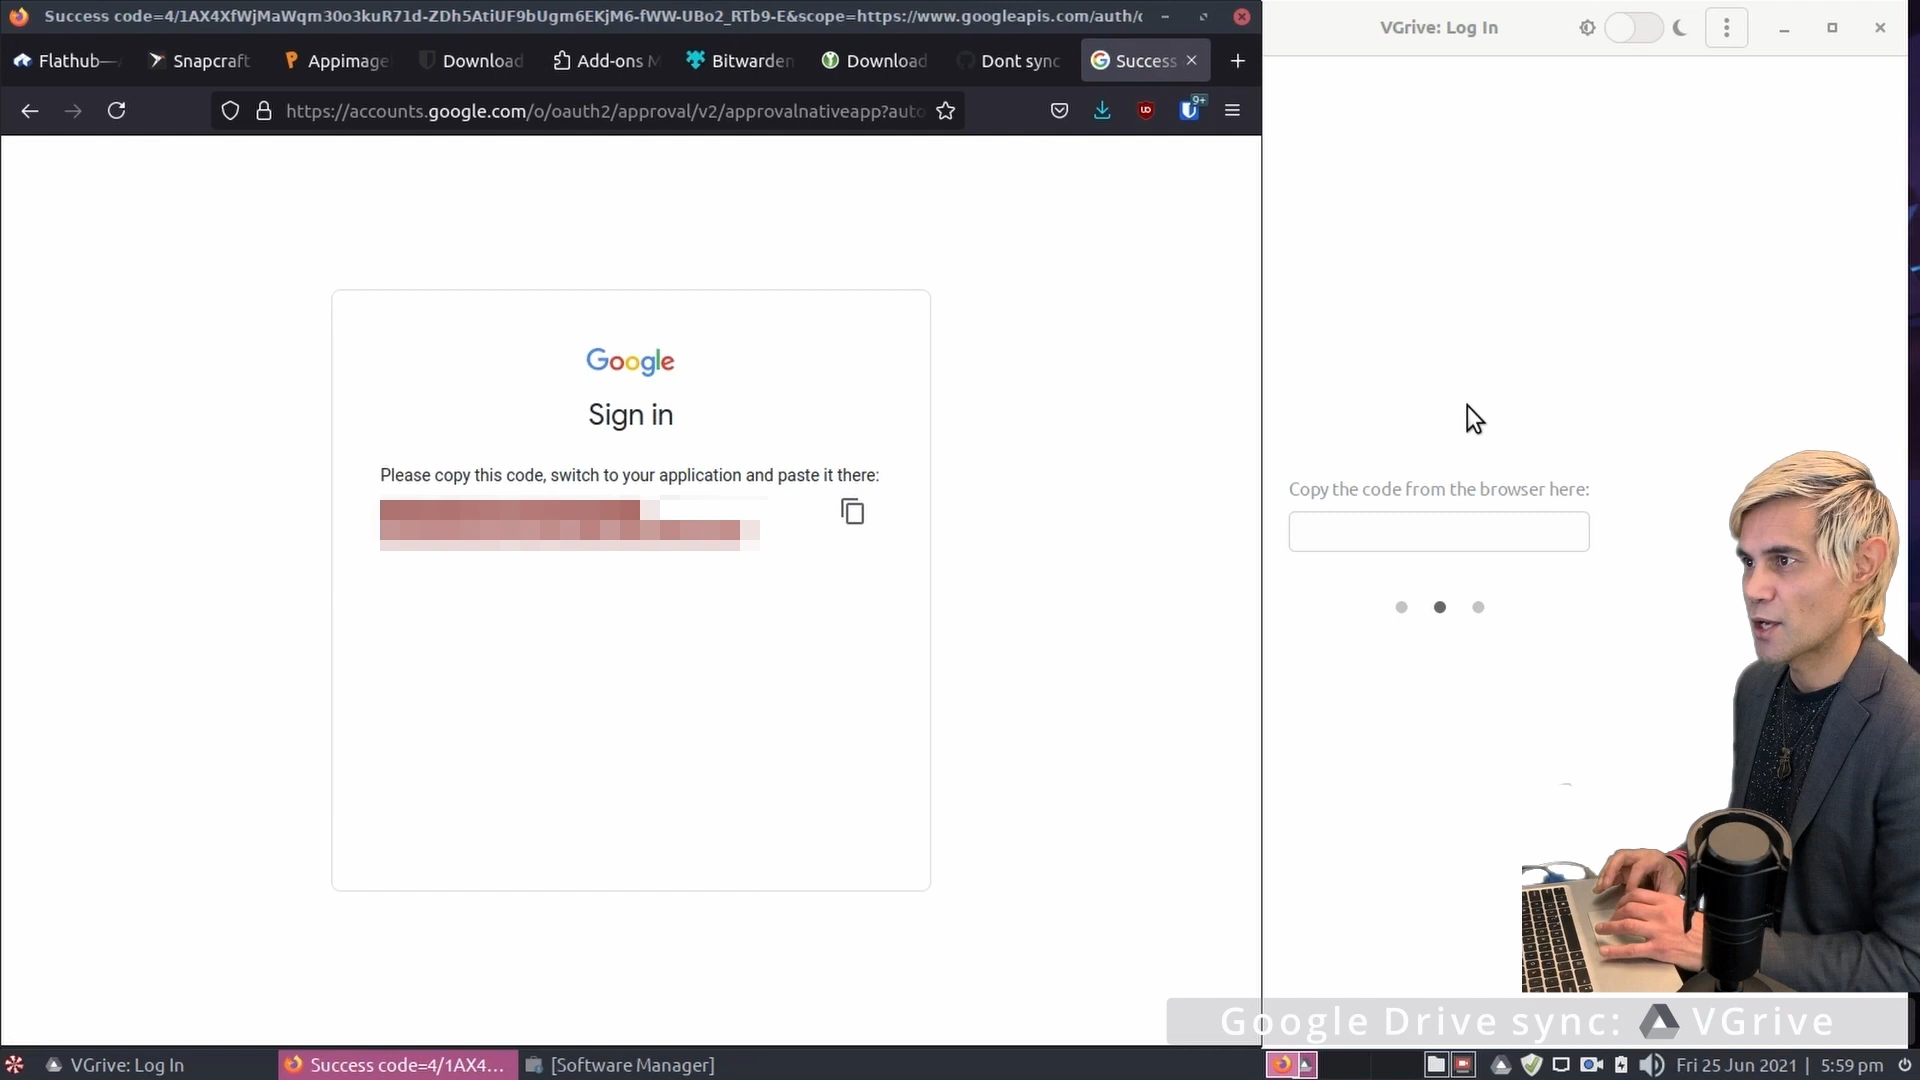 Success code=4/1AX4XfWjMaWqm30o3kuR71d-ZDh5AtiUF9bUgm6EKjM6-fWW-UBo2_RTb9-E&scope=https://www.googleapis.com/auth/c
VGrive: Log In
Flathub—
Snapcraft
Appimage
Download
Add-ons M
Bitwarden
Download
Dont sync
Success
https://accounts.google.com/o/oauth2/approval/v2/approvalnativeapp?auto
9+
Google
Sign in
Please copy this code, switch to your application and paste it there:
Copy the code from the browser here:
Google Drive sync: VGrive
VGrive: Log In
Success code=4/1AX4...
[Software Manager]
Fri 25 Jun 2021 | 5:59 pm